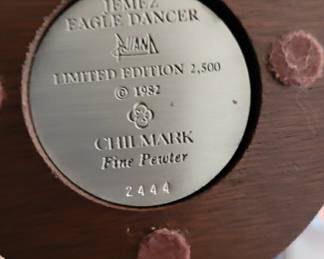 JEMEZ
EAGLE DANCER
LIMITED EDITION 2,500
© 1982
CHILMARK
Fine Pewter
2444